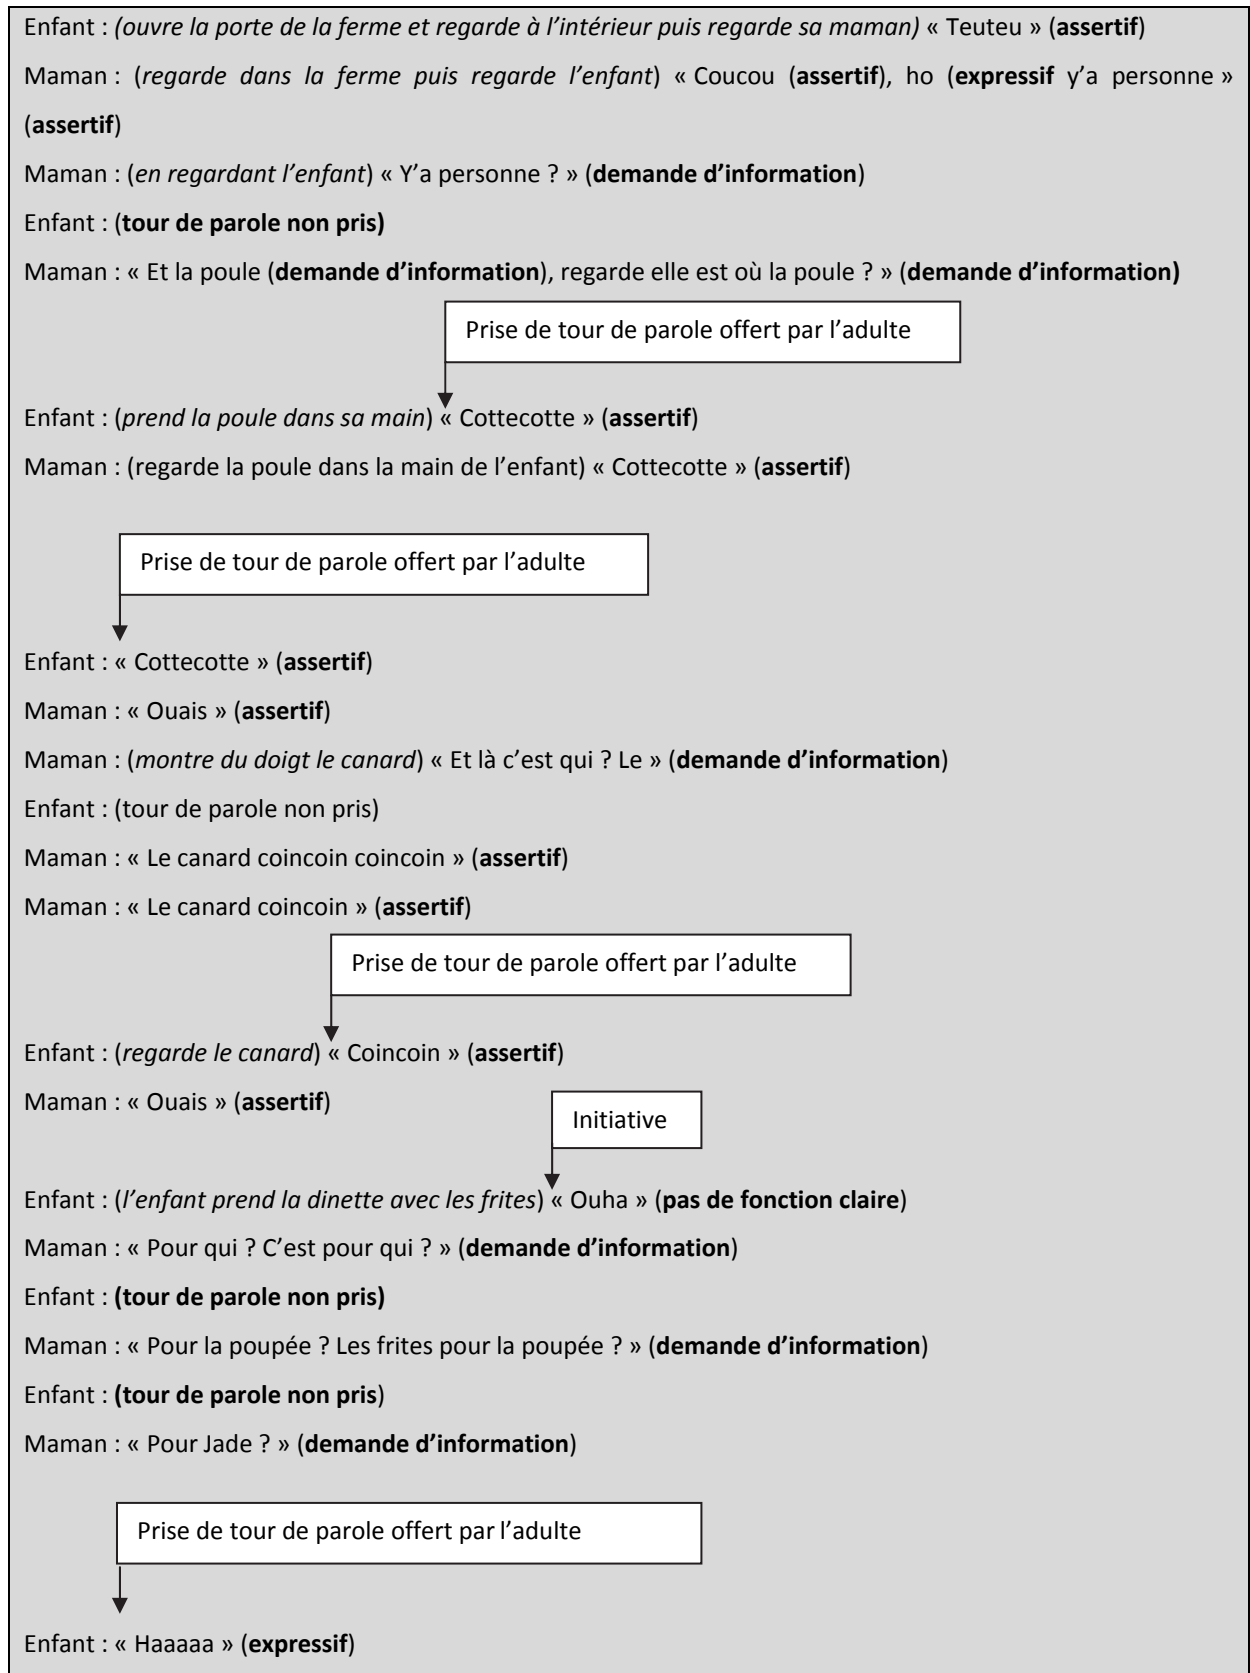 Enfant : (ouvre la porte de la ferme et regarde à l’intérieur puis regarde sa maman) « Teuteu » (assertif)
Maman : (regarde dans la ferme puis regarde l’enfant) « Coucou (assertif), ho (expressif y’a personne »
(assertif)
Maman : (en regardant l’enfant) « Y’a personne ? » (demande d’information)
Enfant : (tour de parole non pris)
Maman : « Et la poule (demande d’information), regarde elle est où la poule ? » (demande d’information)
Prise de tour de parole offert par l’adulte
Enfant : (prend la poule dans sa main) « Cottecotte » (assertif)
Maman : (regarde la poule dans la main de l’enfant) « Cottecotte » (assertif)
Prise de tour de parole offert par l’adulte
Enfant : « Cottecotte » (assertif)
Maman : « Ouais » (assertif)
Maman : (montre du doigt le canard) « Et là c’est qui ? Le » (demande d’information)
Enfant : (tour de parole non pris)
Maman : « Le canard coincoin coincoin » (assertif)
Maman : « Le canard coincoin » (assertif)
Prise de tour de parole offert par l’adulte
Enfant : (regarde le canard) « Coincoin » (assertif)
Maman : « Ouais » (assertif)
Initiative
Enfant : (l’enfant prend la dinette avec les frites) « Ouha » (pas de fonction claire)
Maman : « Pour qui ? C’est pour qui ? » (demande d’information)
Enfant : (tour de parole non pris)
Maman : « Pour la poupée ? Les frites pour la poupée ? » (demande d’information)
Enfant : (tour de parole non pris)
Maman : « Pour Jade ? » (demande d’information)
Prise de tour de parole offert par l’adulte
Enfant : « Haaaaa » (expressif)